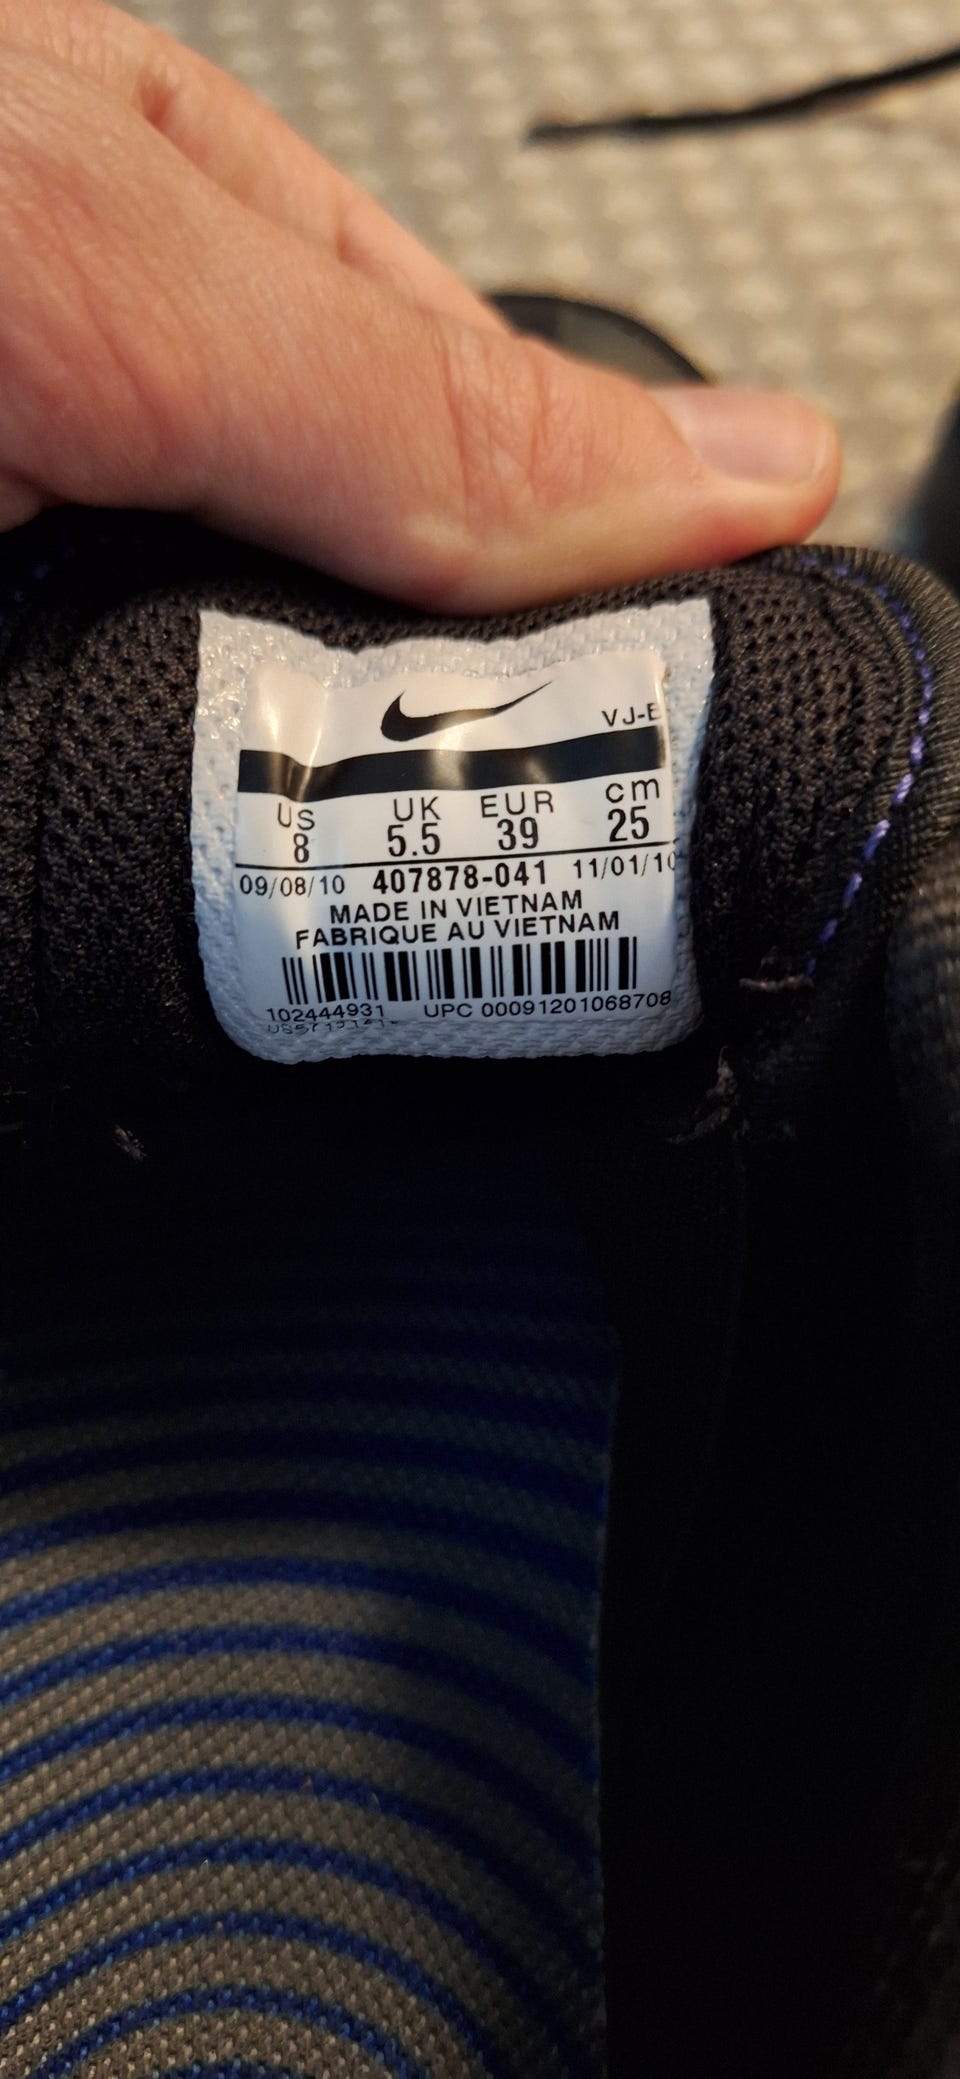 VJ-E
US UK EUR cm
8 5.5 39 25
09/08/10 407878-041 11/01/10
MADE IN VIETNAM
FABRIQUE AU VIETNAM
102444931 UPC 00091201068708